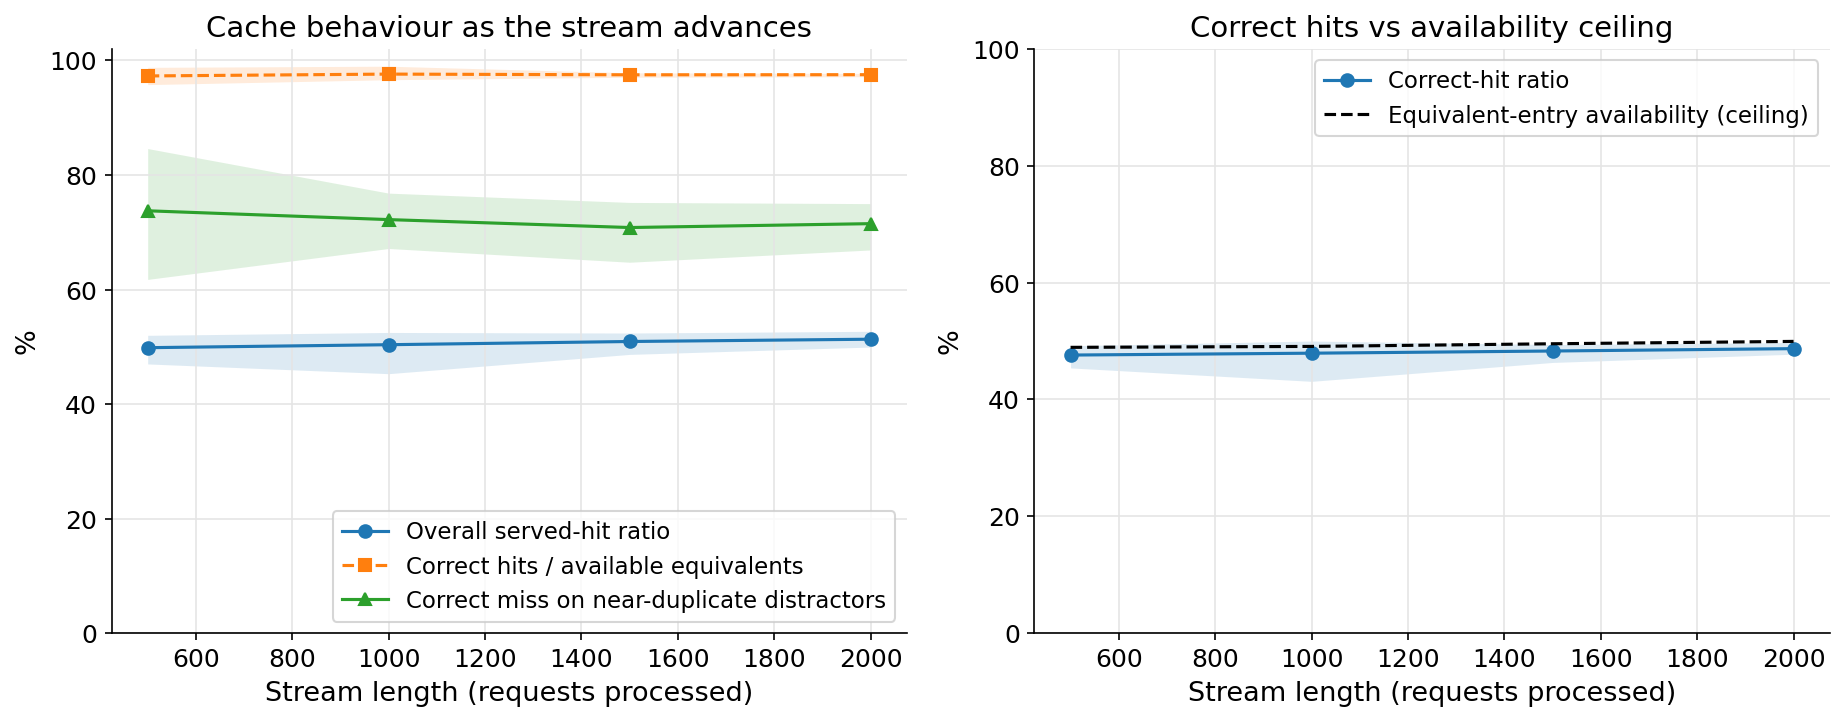 Cache behaviour as the stream advances
%
100
80
60
40
20
0
Overall served-hit ratio
Correct hits / available equivalents
Correct miss on near-duplicate distractors
600 800 1000 1200 1400 1600 1800 2000
Stream length (requests processed)
Correct hits vs availability ceiling
%
100
80
60
40
20
0
Correct-hit ratio
Equivalent-entry availability (ceiling)
600 800 1000 1200 1400 1600 1800 2000
Stream length (requests processed)